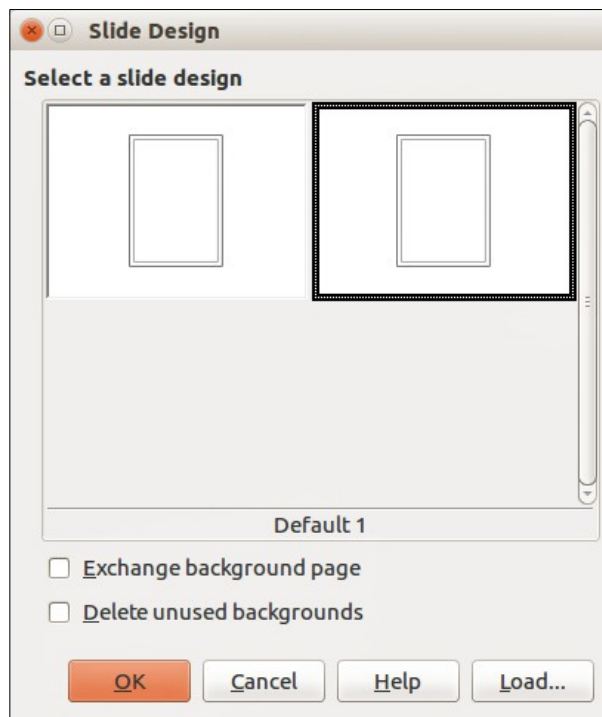 Slide Design
Select a slide design
Default 1
Exchange background page
Delete unused backgrounds
OK Cancel Help Load...